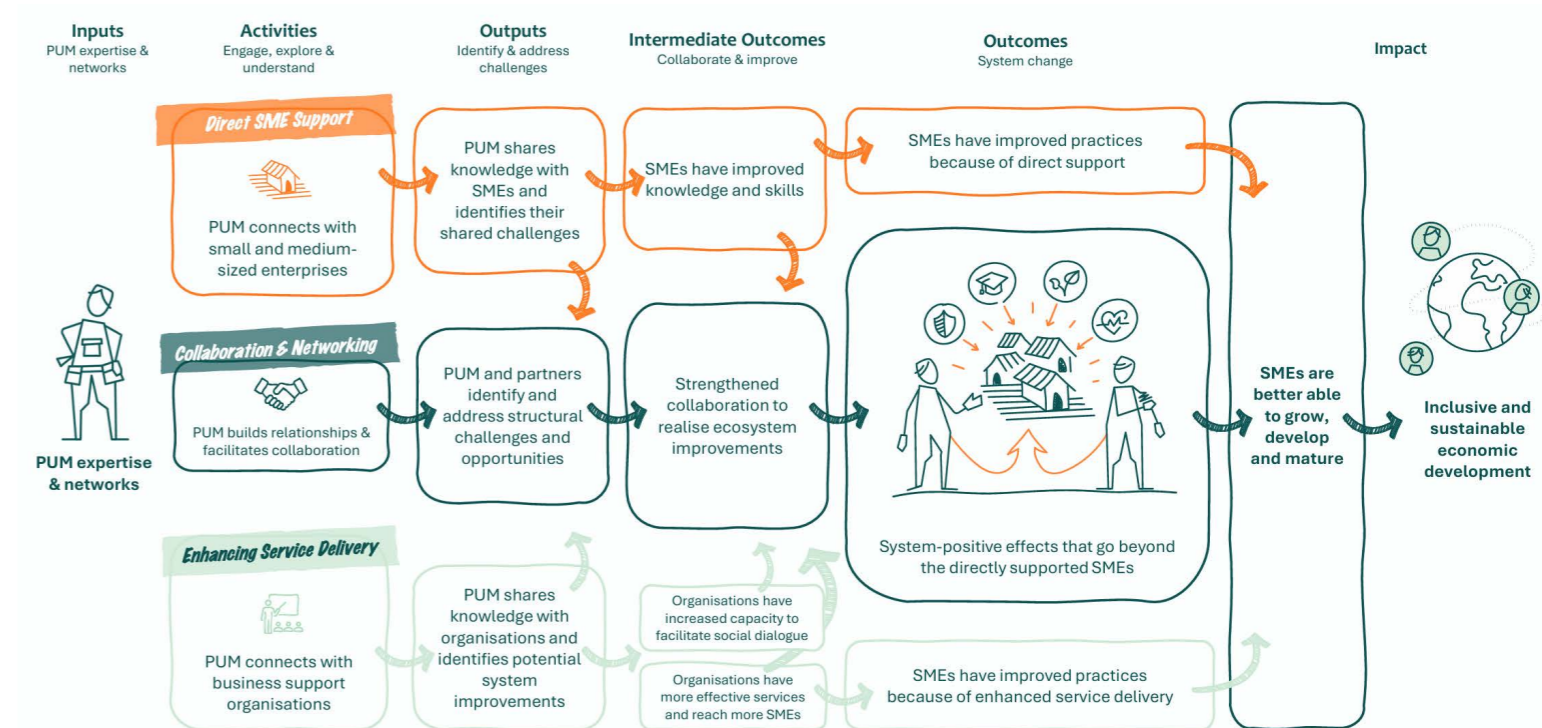 Inputs
PUM expertise &
networks
Activities
Engage, explore &
understand
Outputs
Identify & address
challenges
Intermediate Outcomes
Collaborate & improve
Outcomes
System change
Impact
Direct SME Support
PUM connects with
small and medium-
sized enterprises
PUM shares
knowledge with
SMEs and
identifies their
shared challenges
SMEs have improved
knowledge and skills
SMEs have improved practices
because of direct support
PUM expertise
& networks
Collaboration & Networking
PUM builds relationships &
facilitates collaboration
PUM and partners
identify and
address structural
challenges and
opportunities
Strengthened
collaboration to
realise ecosystem
improvements
System-positive effects that go beyond
the directly supported SMEs
SMEs are
better able
to grow,
develop
and mature
Inclusive and
sustainable
economic
development
Enhancing Service Delivery
PUM connects with
business support
organisations
PUM shares
knowledge with
organisations and
identifies potential
system
improvements
Organisations have
increased capacity to
facilitate social dialogue
Organisations have
more effective services
and reach more SMEs
SMEs have improved practices
because of enhanced service delivery